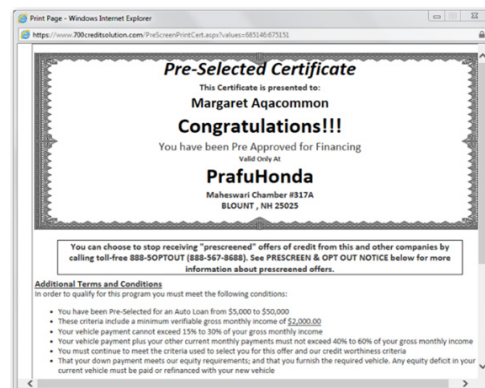 Print Page - Windows Internet Explorer
https://www.700creditsolution.com/PreScreenPrintCert.aspx?values=665146:675151
Pre-Selected Certificate
This Certificate is presented to:
Margaret Aqacommon
Congratulations!!!
You have been Pre Approved for Financing
Valid Only At
PrafuHonda
Maheswari Chamber #317A
BLOUNT , NH 25025
You can choose to stop receiving "prescreened" offers of credit from this and other companies by
calling toll-free 888-5OPTOUT (888-567-8688). See PRESCREEN & OPT OUT NOTICE below for more
information about prescreened offers.
Additional Terms and Conditions
In order to qualify for this program you must meet the following conditions:
• You have been Pre-Selected for an Auto Loan from $5,000 to $50,000
• These criteria include a minimum verifiable gross monthly income of $2,000.00
• Your vehicle payment cannot exceed 15% to 30% of your gross monthly income
• Your vehicle payment plus your other current monthly payments must not exceed 40% to 60% of your gross monthly income
• You must continue to meet the criteria used to select you for this offer and our credit worthiness criteria
• That your down payment meets our equity requirements; and that you furnish the required vehicle. Any equity deficit in your
current vehicle must be paid or refinanced with your new vehicle